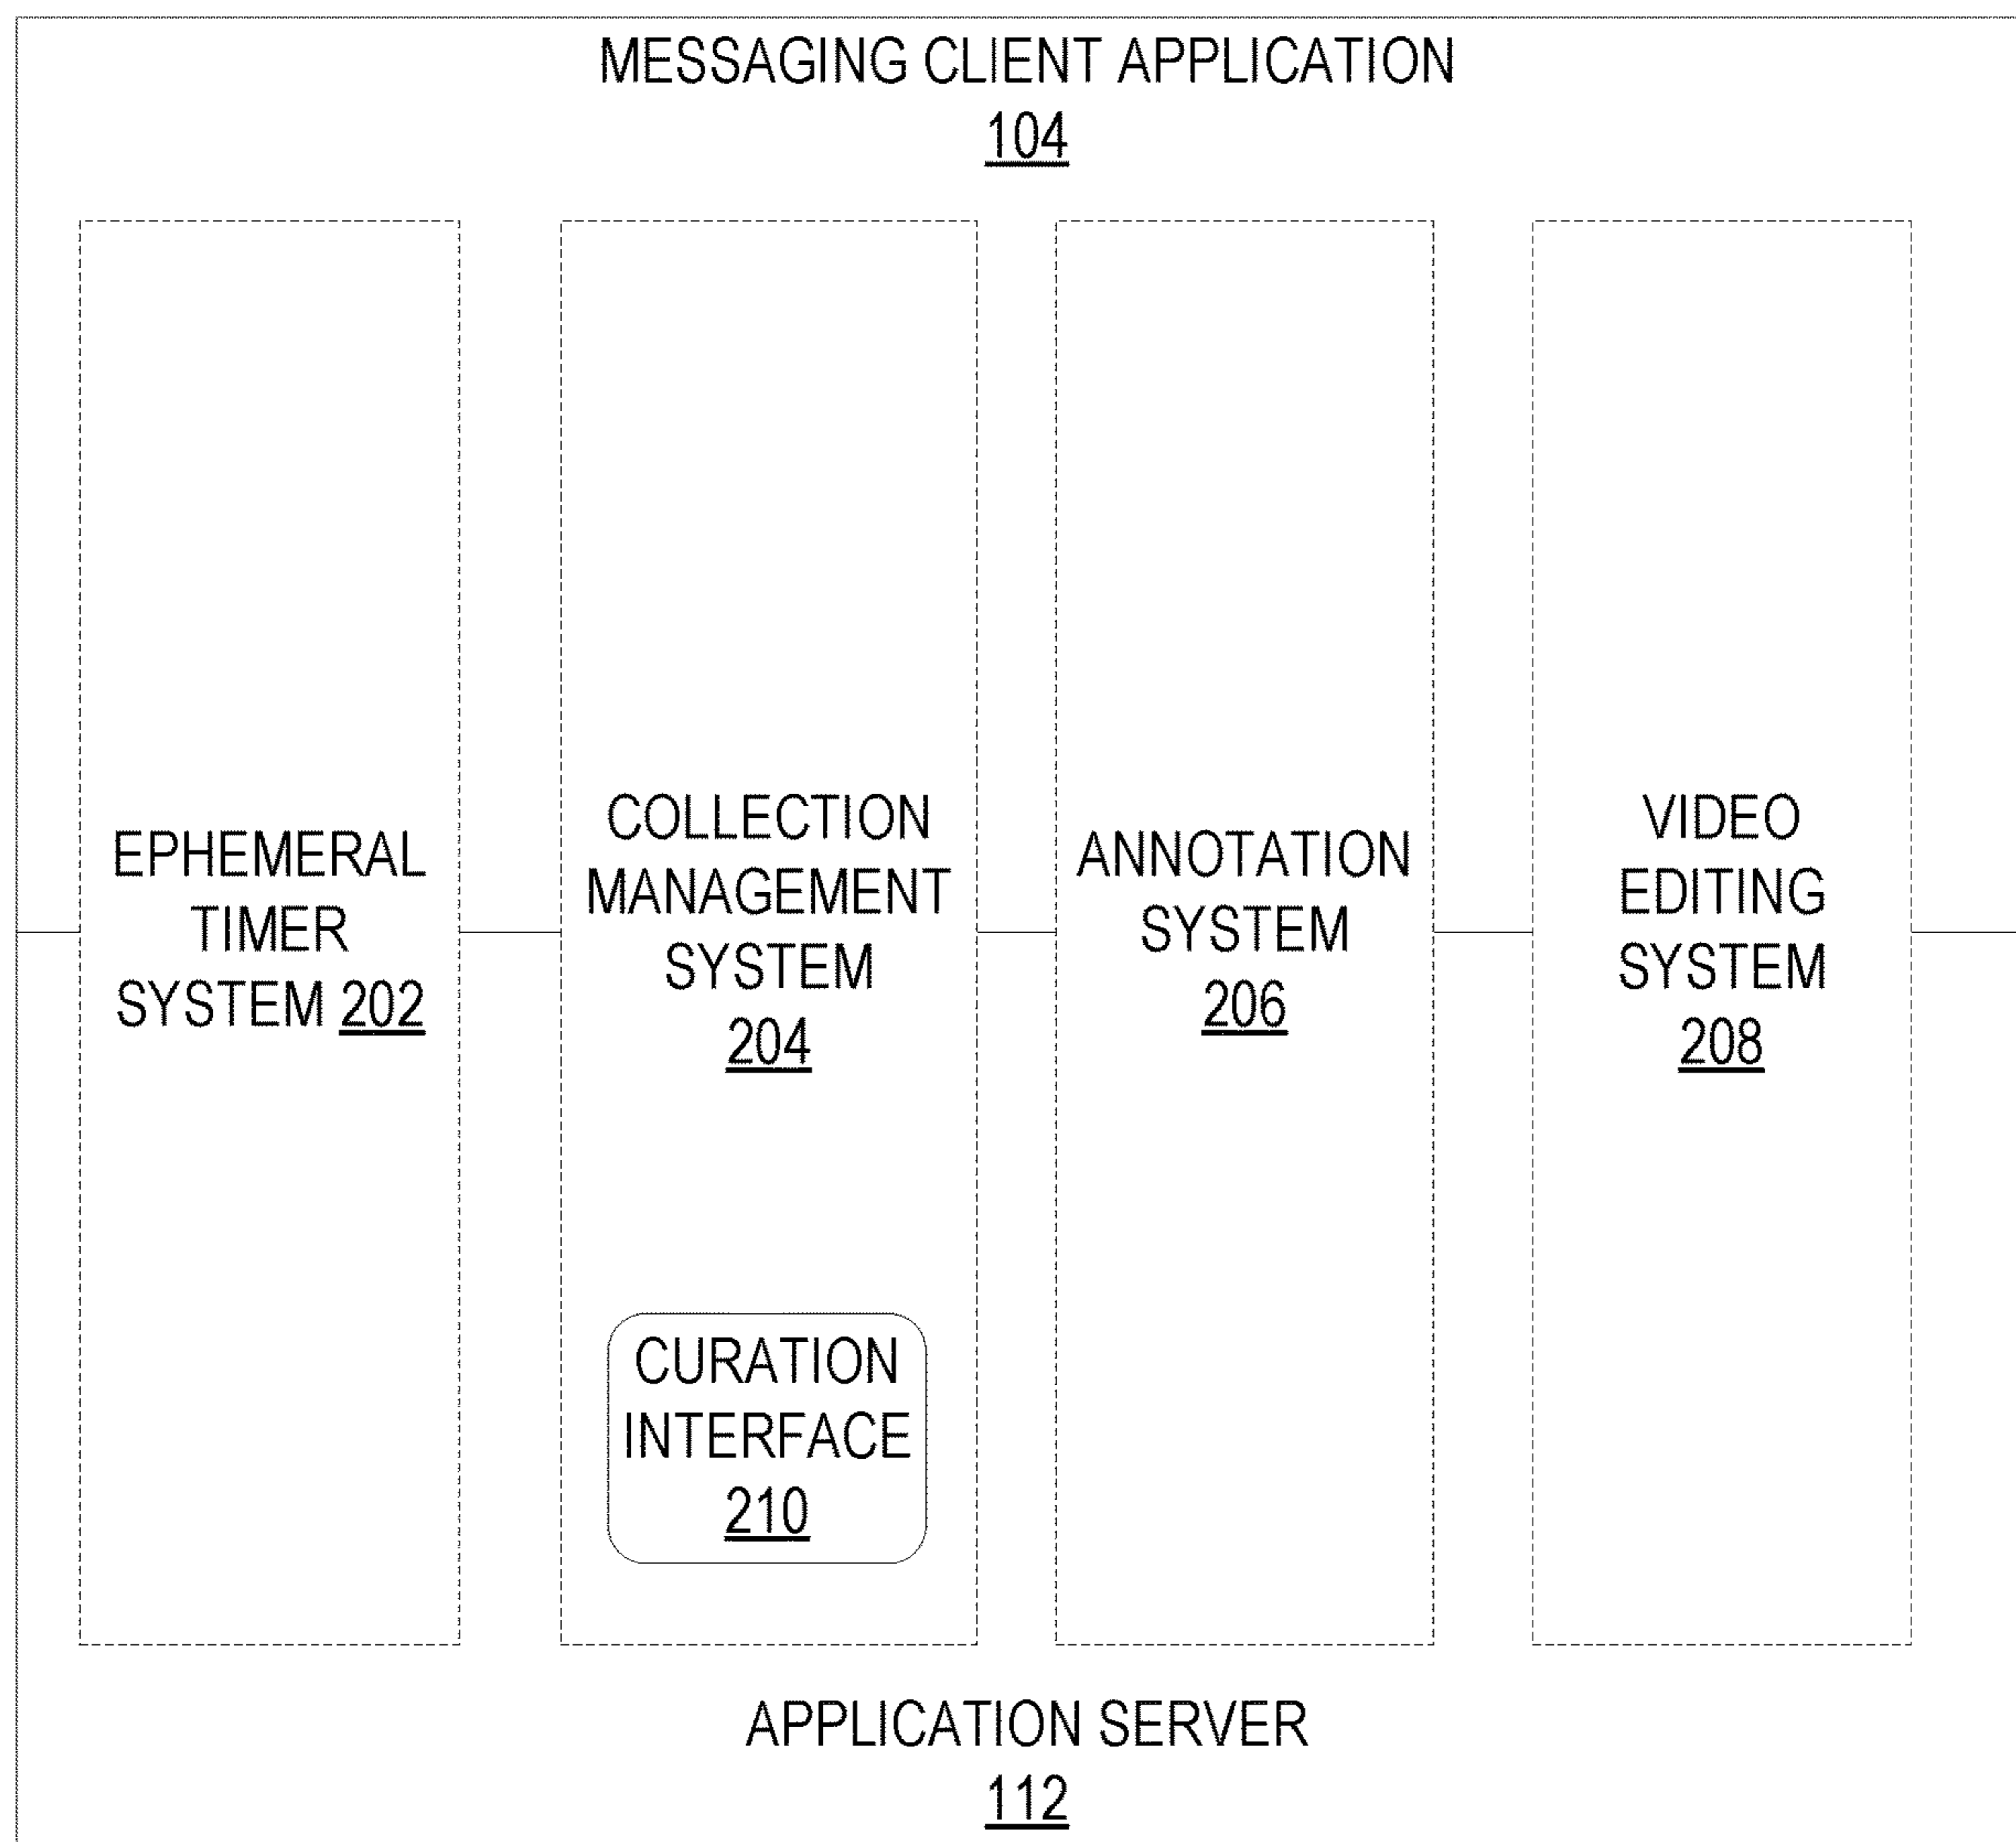 MESSAGING CLIENT APPLICATION
104
EPHEMERAL
TIMER
SYSTEM 202
COLLECTION
MANAGEMENT
SYSTEM
204
CURATION
INTERFACE
210
ANNOTATION
SYSTEM
206
VIDEO
EDITING
SYSTEM
208
APPLICATION SERVER
112